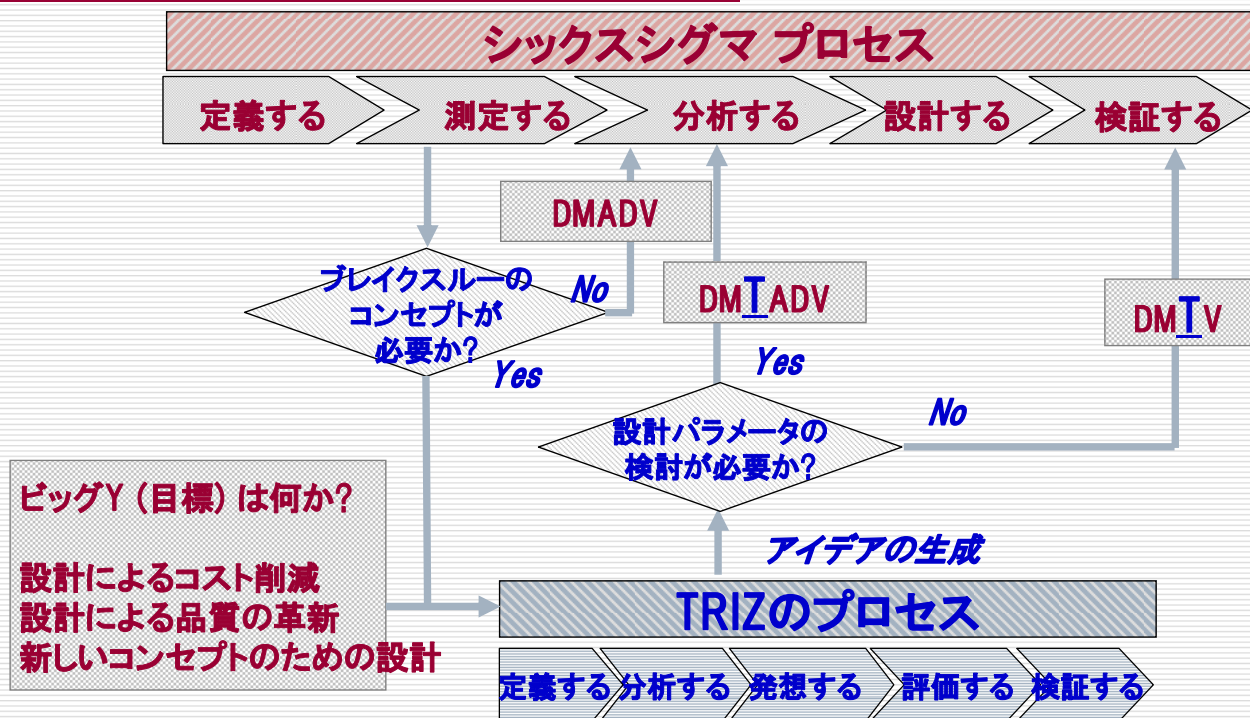 シックスシグマ プロセス
定義する
測定する
分析する
設計する
検証する
DMADV
ブレイクスルーの
コンセプトが
必要か?
No
Yes
DMTADV
Yes
DMTV
設計パラメータの
検討が必要か?
No
ビッグY (目標) は何か?
設計によるコスト削減
設計による品質の革新
新しいコンセプトのための設計
アイデアの生成
TRIZのプロセス
定義する
分析する
発想する
評価する
検証する